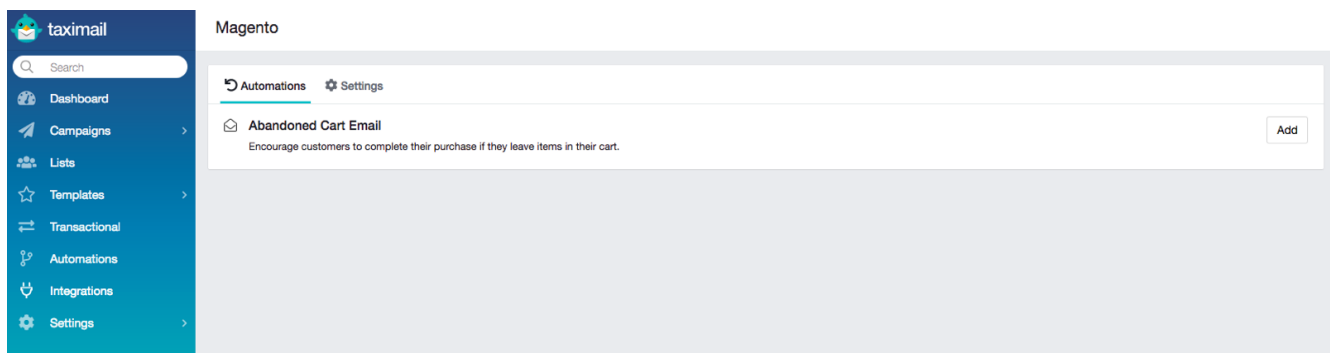 taximail
Magento
Search
Dashboard
Campaigns
Lists
Templates
Transactional
Automations
Integrations
Settings
Automations
Settings
Abandoned Cart Email
Encourage customers to complete their purchase if they leave items in their cart.
Add